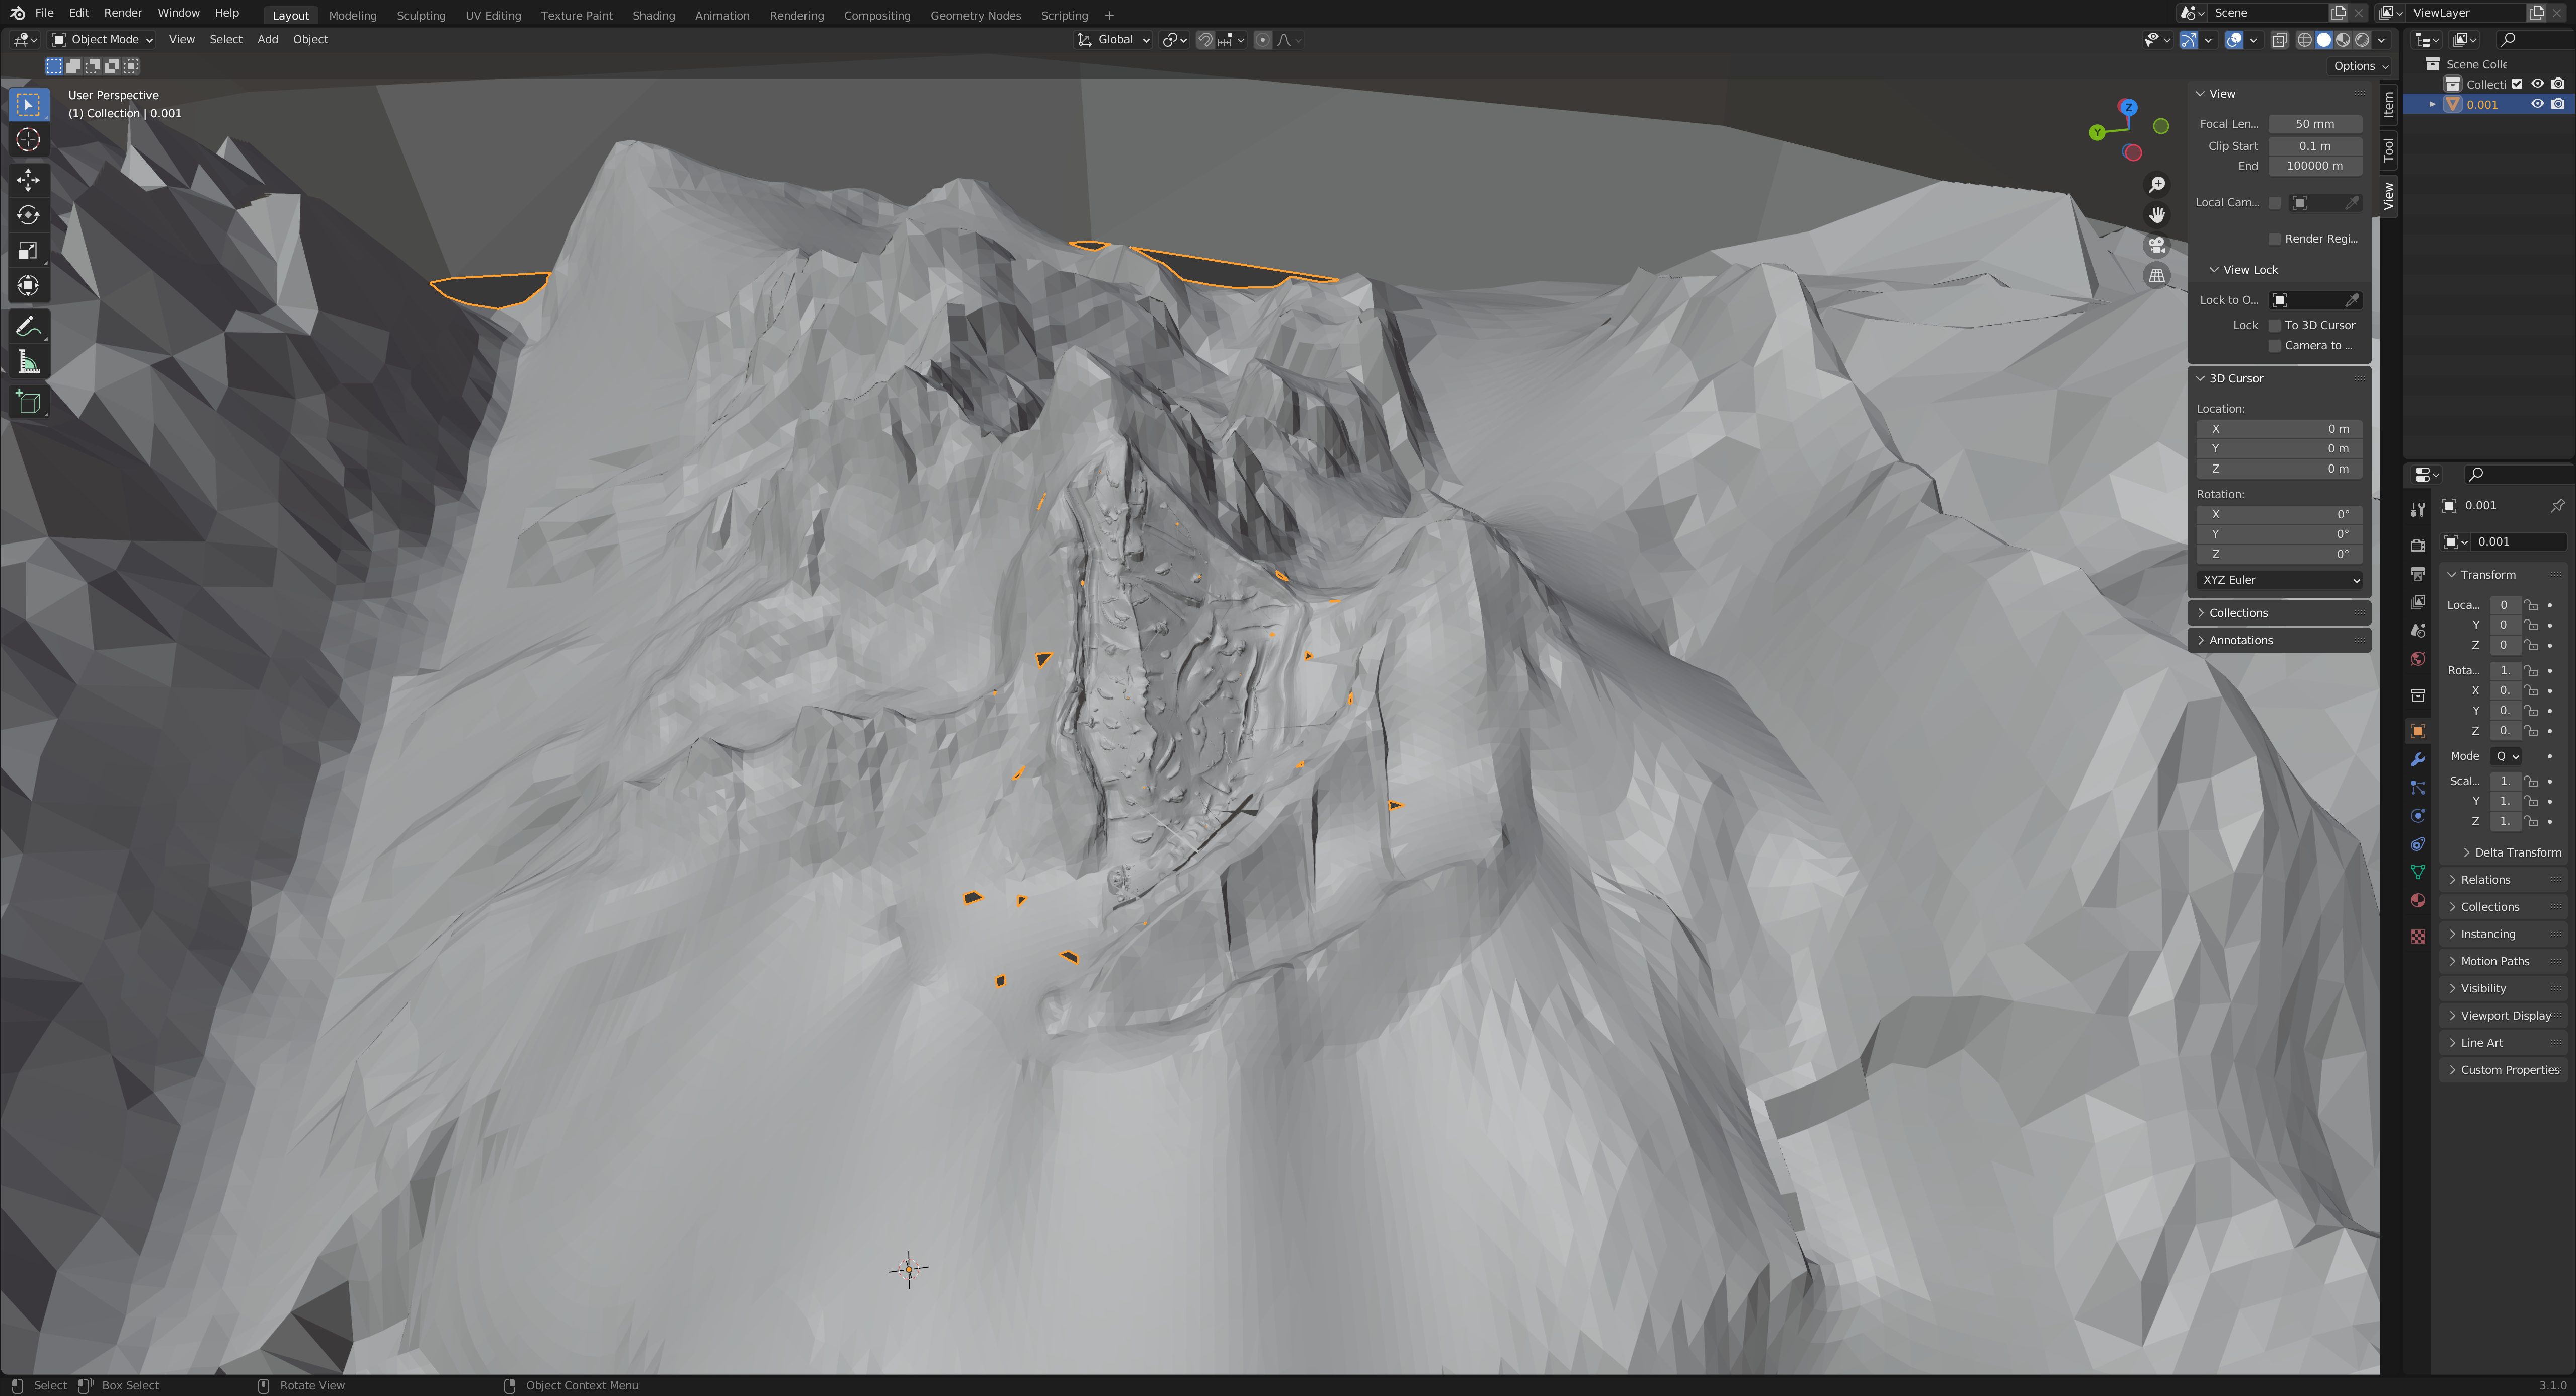 File Edit Render Window Help Layout Modeling Sculpting UV Editing Texture Paint Shading Animation Rendering Compositing Geometry Nodes Scripting + Scene ViewLayer
Object Mode View Select Add Object Global
Options
User Perspective
(1) Collection | 0.001
Z
Y
View
Focal Len... 50 mm
Clip Start 0.1 m
End 100000 m
Local Cam...
Render Regi...
View Lock
Lock to O...
Lock To 3D Cursor
Camera to ...
3D Cursor
Location:
X 0 m
Y 0 m
Z 0 m
Rotation:
X 0°
Y 0°
Z 0°
XYZ Euler
Collections
Annotations
Item
Tool
View
Scene Colle
Collecti
0.001
0.001
0.001
Transform
Loca... 0
Y 0
Z 0
Rota... 1.
X 0.
Y 0.
Z 0.
Mode Q
Scal... 1.
Y 1.
Z 1.
Delta Transform
Relations
Collections
Instancing
Motion Paths
Visibility
Viewport Display
Line Art
Custom Properties
Select Box Select Rotate View Object Context Menu 3.1.0